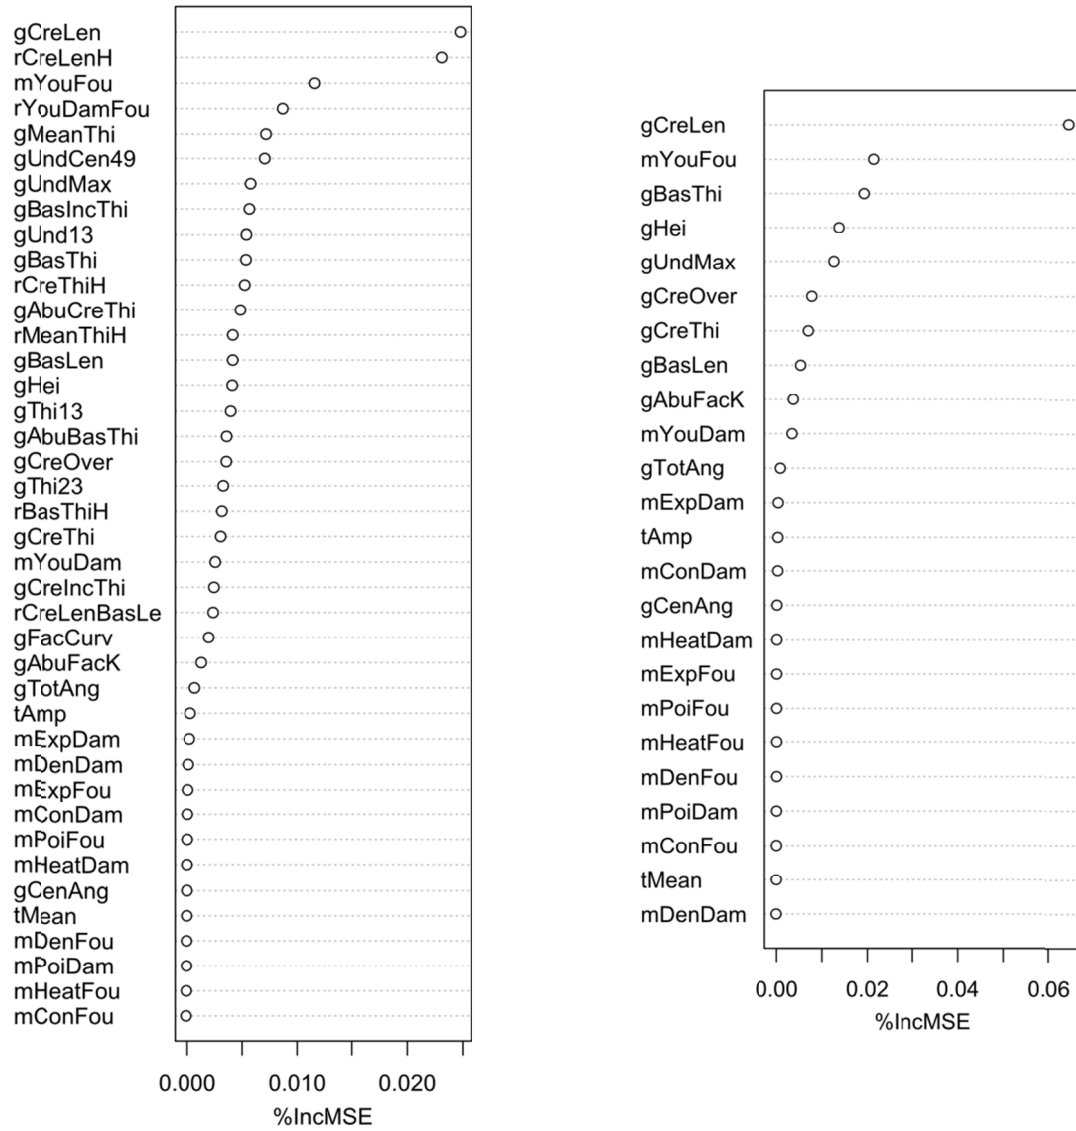 gCreLen
rCreLenH
mYouFou
rYouDamFou
gMeanThi
gUndCen49
gUndMax
gBasIncThi
gUnd13
gBasThi
rCreThiH
gAbuCreThi
rMeanThiH
gBasLen
gHei
gThi13
gAbuBasThi
gCreOver
gThi23
rBasThiH
gCreThi
mYouDam
gCreIncThi
rCreLenBasLe
gFacCurv
gAbuFacK
gTotAng
tAmp
mExpDam
mDenDam
mExpFou
mConDam
mPoiFou
mHeatDam
gCenAng
tMean
mDenFou
mPoiDam
mHeatFou
mConFou
0.000 0.010 0.020
%IncMSE
gCreLen
mYouFou
gBasThi
gHei
gUndMax
gCreOver
gCreThi
gBasLen
gAbuFacK
mYouDam
gTotAng
mExpDam
tAmp
mConDam
gCenAng
mHeatDam
mExpFou
mPoiFou
mHeatFou
mDenFou
mPoiDam
mConFou
tMean
mDenDam
0.00 0.02 0.04 0.06
%IncMSE